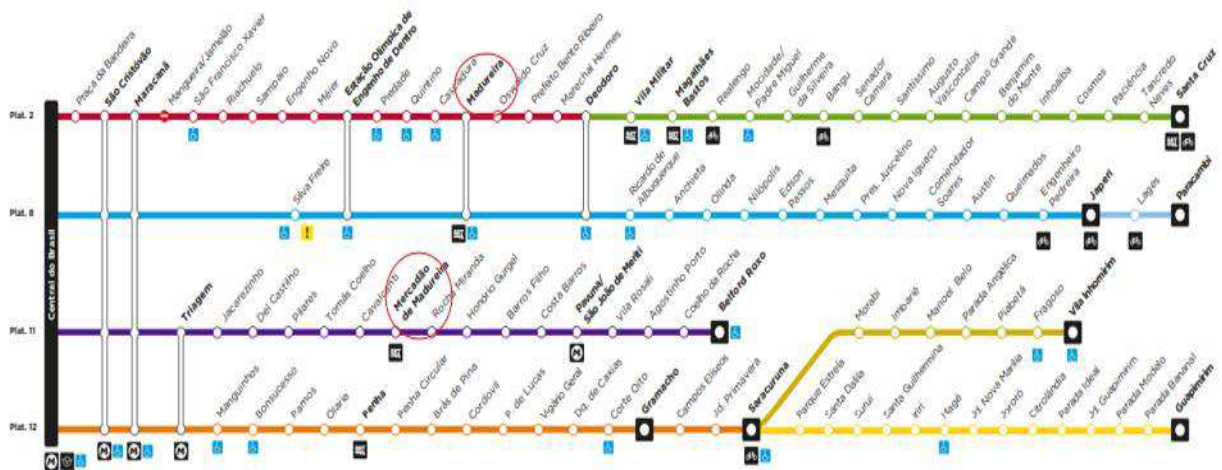 Central do Brasil
Plat. 2
Praça da Bandeira
São Cristóvão
Maracanã
Mangueira/Jamelão
São Francisco Xavier
Riachuelo
Sampaio
Engenho Novo
Méier
Estação Olímpica de
Engenho de Dentro
Piedade
Quintino
Cascadura
Madureira
Oswaldo Cruz
Prefeito Bento Ribeiro
Marechal Hermes
Deodoro
Vila Militar
Magalhães
Bastos
Realengo
Mocidade/
Padre Miguel
Guilherme
da Silveira
Bangu
Senador
Camará
Santíssimo
Augusto
Vasconcelos
Campo Grande
Benjamin
do Monte
Inhoaíba
Cosmos
Paciência
Tancredo
Neves
Santa Cruz
Plat. 8
Silva Freire
Ricardo de
Albuquerque
Anchieta
Olinda
Nilópolis
Edson
Passos
Mesquita
Pres. Juscelino
Nova Iguaçu
Comendador
Soares
Austin
Queimados
Engenheiro
Pedreira
Japeri
Lages
Paracambi
Plat. 11
Triagem
Jacarezinho
Del Castilho
Pilares
Tomás Coelho
Cavalcanti
Mercadão
de Madureira
Rocha Miranda
Honório Gurgel
Barros Filho
Costa Barros
Pavuna/
São João de Meriti
Vila Rosali
Agostinho Porto
Coelho da Rocha
Belford Roxo
Morabi
Imbariê
Manoel Belo
Parada Angélica
Piabetá
Fragoso
Vila Inhomirim
Plat. 12
Manguinhos
Bonsucesso
Ramos
Olaria
Penha
Penha Circular
Brás de Pina
Cordovil
P. de Lucas
Vigário Geral
Dq. de Caxias
Corte Oito
Gramacho
Campos Elíseos
Jd. Primavera
Saracuruna
Parque Estrela
Santa Dalila
Suruí
Santa Guilhermina
Iriri
Magé
Jd. Nova Marília
Jororó
Citrolândia
Parada Ideal
Jd. Guapimirim
Parada Modelo
Parada Bananal
Guapimirim